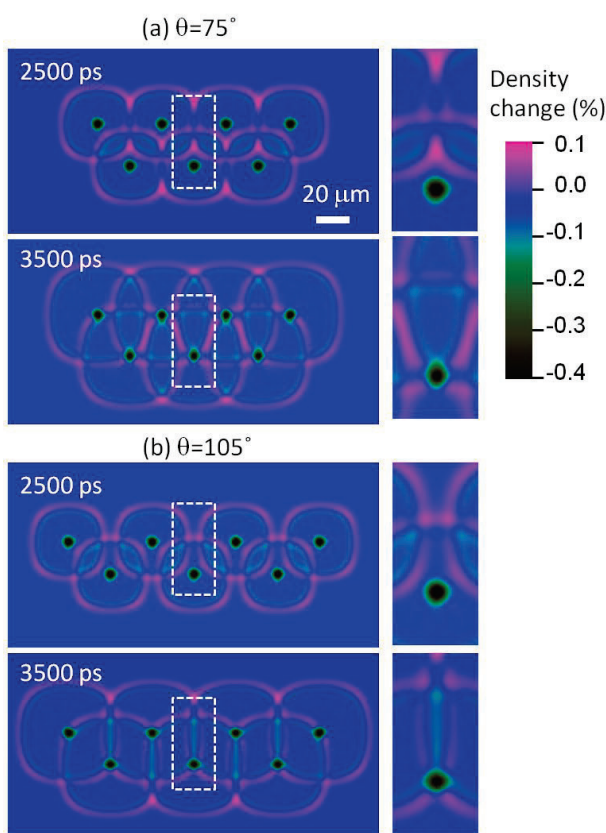 (a) θ=75°
2500 ps
20 μm
3500 ps
Density
change (%)
0.1
0.0
-0.1
-0.2
-0.3
-0.4
(b) θ=105°
2500 ps
3500 ps